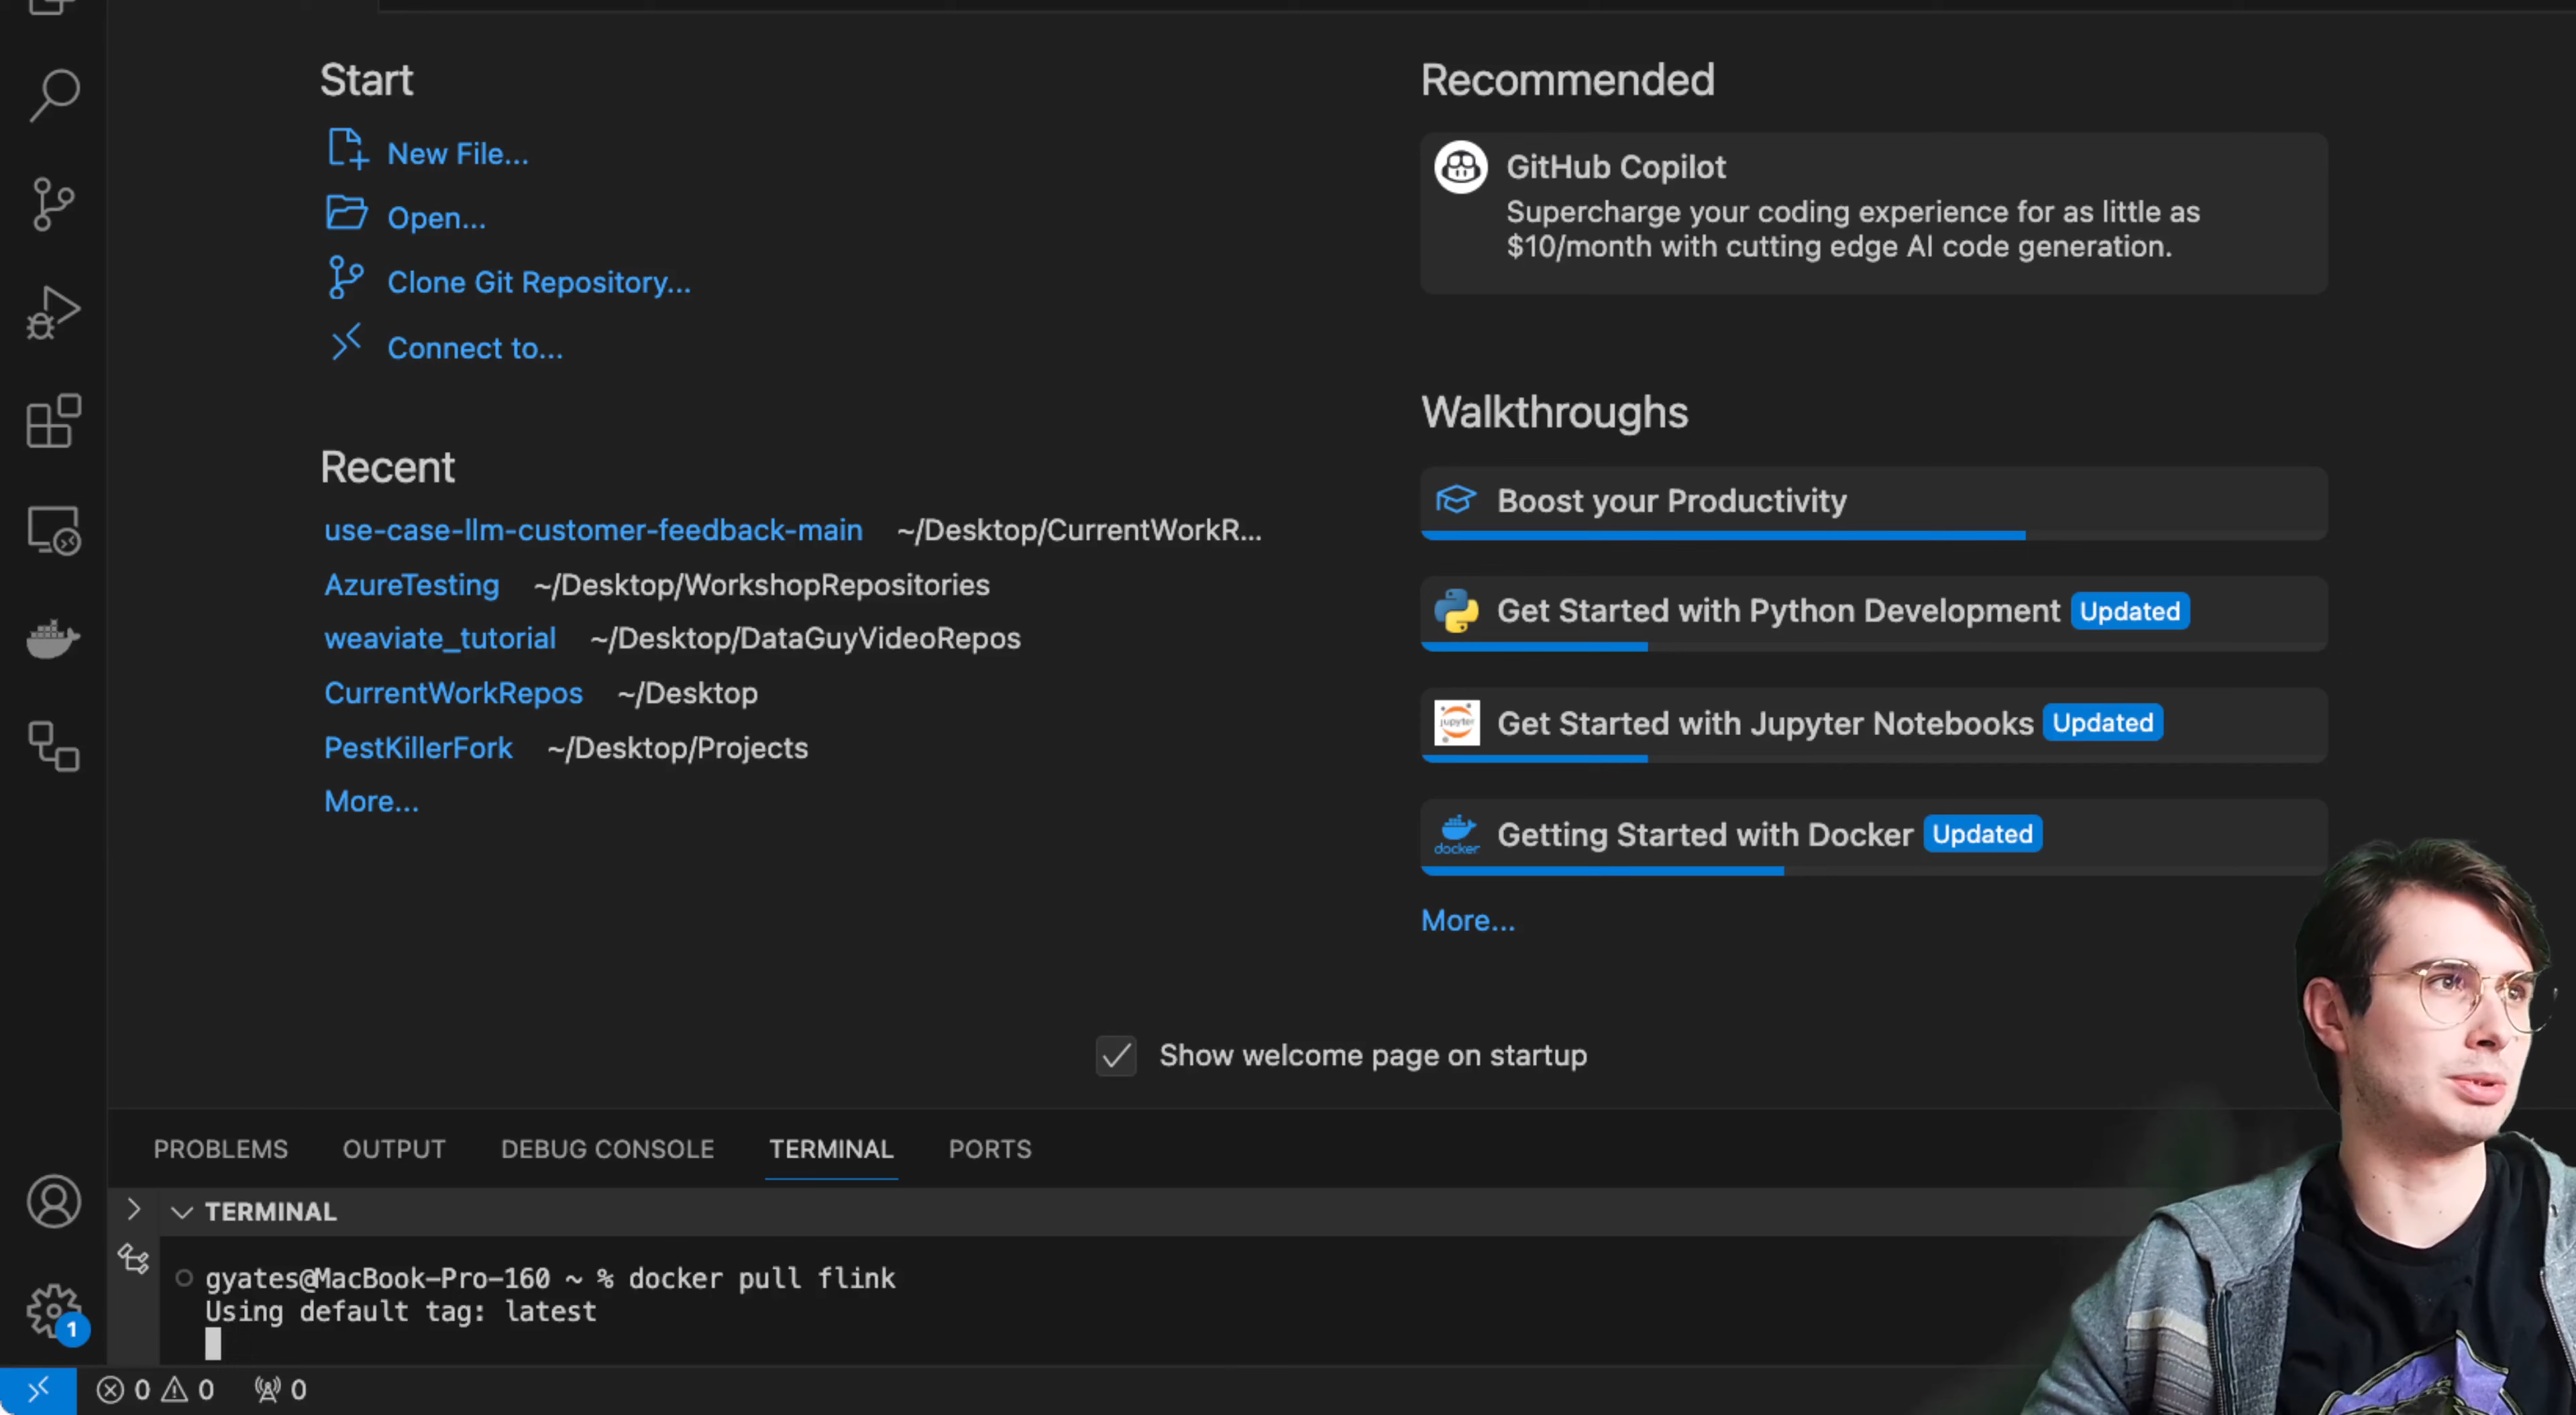 Start
New File...
Open...
Clone Git Repository...
Connect to...
Recent
use-case-llm-customer-feedback-main ~/Desktop/CurrentWorkR...
AzureTesting ~/Desktop/WorkshopRepositories
weaviate_tutorial ~/Desktop/DataGuyVideoRepos
CurrentWorkRepos ~/Desktop
PestKillerFork ~/Desktop/Projects
More...
Recommended
GitHub Copilot
Supercharge your coding experience for as little as
$10/month with cutting edge AI code generation.
Walkthroughs
Boost your Productivity
Get Started with Python Development Updated
jupyter
Get Started with Jupyter Notebooks Updated
docker
Getting Started with Docker Updated
More...
Show welcome page on startup
PROBLEMS OUTPUT DEBUG CONSOLE TERMINAL PORTS
TERMINAL
gyates@MacBook-Pro-160 ~ % docker pull flink
Using default tag: latest
1
0 0 0